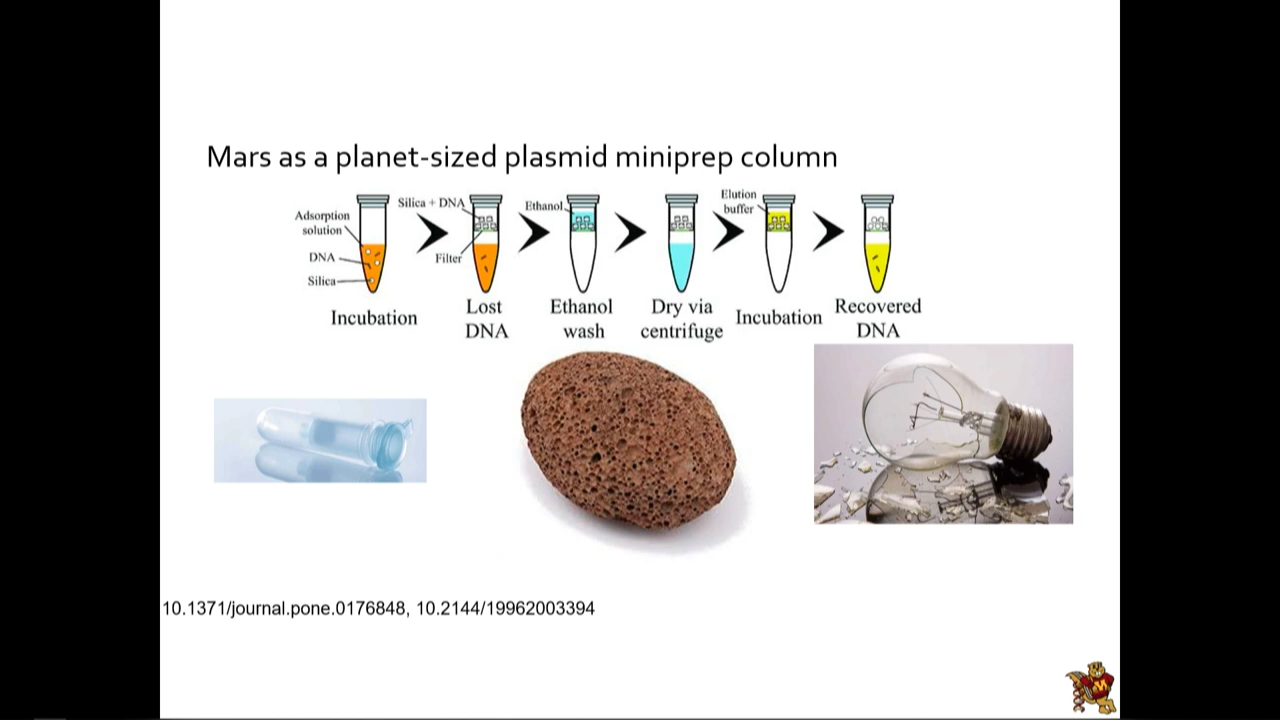 Mars as a planet-sized plasmid miniprep column
Adsorption
solution
DNA
Silica
Incubation
Silica + DNA
Filter
Lost
DNA
Ethanol
Ethanol
wash
Dry via
centrifuge
Elution
buffer
Incubation
Recovered
DNA
10.1371/journal.pone.0176848, 10.2144/19962003394
M